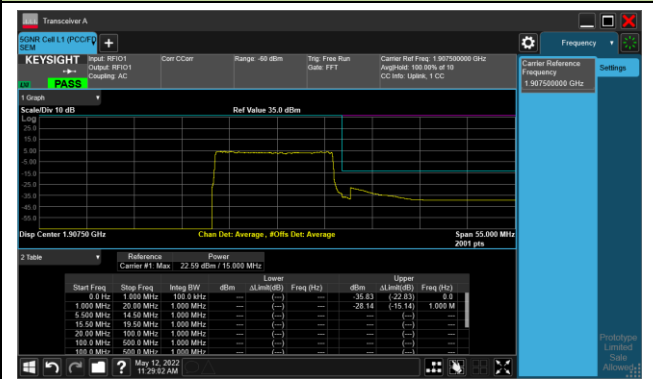 Transceiver A
5GNR Cell L1 (PCC/FD
SEM
Frequency
KEYSIGHT
Input: RFIO1
Output: RFIO1
Coupling: AC
Corr CCorr
Range: -60 dBm
Trig: Free Run
Gate: FFT
Carrier Ref Freq: 1.907500000 GHz
Avg|Hold: 100.00% of 10
CC Info: Uplink, 1 CC
PASS
Carrier Reference
Frequency
1.907500000 GHz
Settings
1 Graph
Scale/Div 10 dB
Ref Value 35.0 dBm
Log
25.0
15.0
5.00
-5.00
-15.0
-25.0
-35.0
-45.0
-55.0
Disp Center 1.90750 GHz
Chan Det: Average , #Offs Det: Average
Span 55.000 MHz
2001 pts
2 Table
Reference Power
Carrier #1 Max 22.59 dBm / 15.000 MHz
Lower Upper
Start Freq Stop Freq Integ BW dBm ΔLimit(dB) Freq (Hz) dBm ΔLimit(dB) Freq (Hz)
0.0 Hz 1.000 MHz 100.0 kHz --- (---) --- -35.83 (-22.83) 0.0
1.000 MHz 20.00 MHz 1.000 MHz --- (---) --- -28.14 (-15.14) 1.000 M
5.500 MHz 14.50 MHz 1.000 MHz --- (---) --- --- (---) ---
15.50 MHz 19.50 MHz 1.000 MHz --- (---) --- --- (---) ---
20.00 MHz 100.0 MHz 1.000 MHz --- (---) --- --- (---) ---
100.0 MHz 500.0 MHz 1.000 MHz --- (---) --- --- (---) ---
100.0 MHz 500.0 MHz 1.000 MHz --- (---) --- --- (---) ---
May 12, 2022
11:29:02 AM
Prototype
Limited
Sale
Allowed